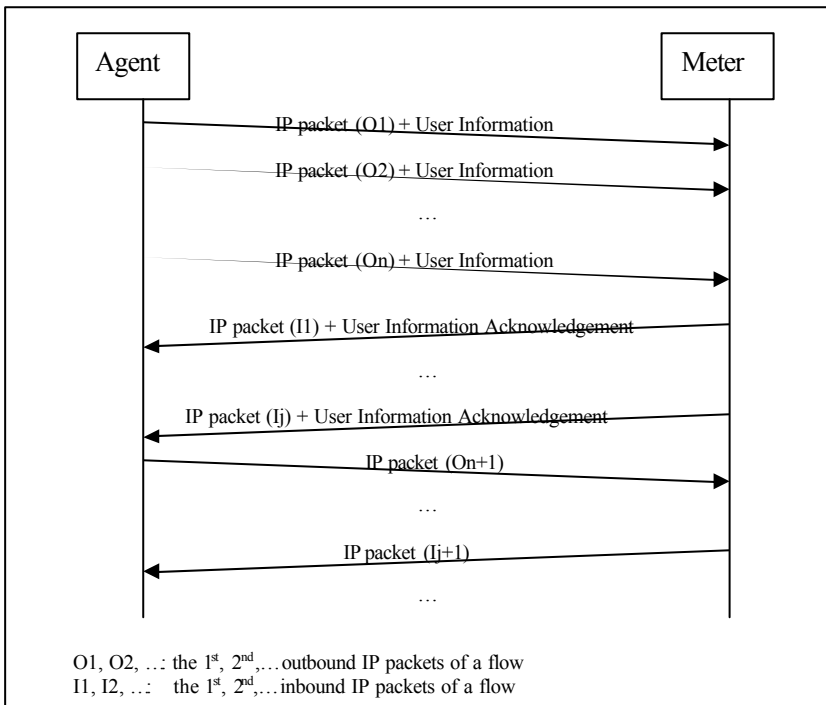 Agent
Meter
IP packet (O1) + User Information
IP packet (O2) + User Information
…
IP packet (On) + User Information
IP packet (I1) + User Information Acknowledgement
…
IP packet (Ij) + User Information Acknowledgement
IP packet (On+1)
…
IP packet (Ij+1)
…
O1, O2, …: the 1st, 2nd,…outbound IP packets of a flow
I1, I2, …: the 1st, 2nd,…inbound IP packets of a flow